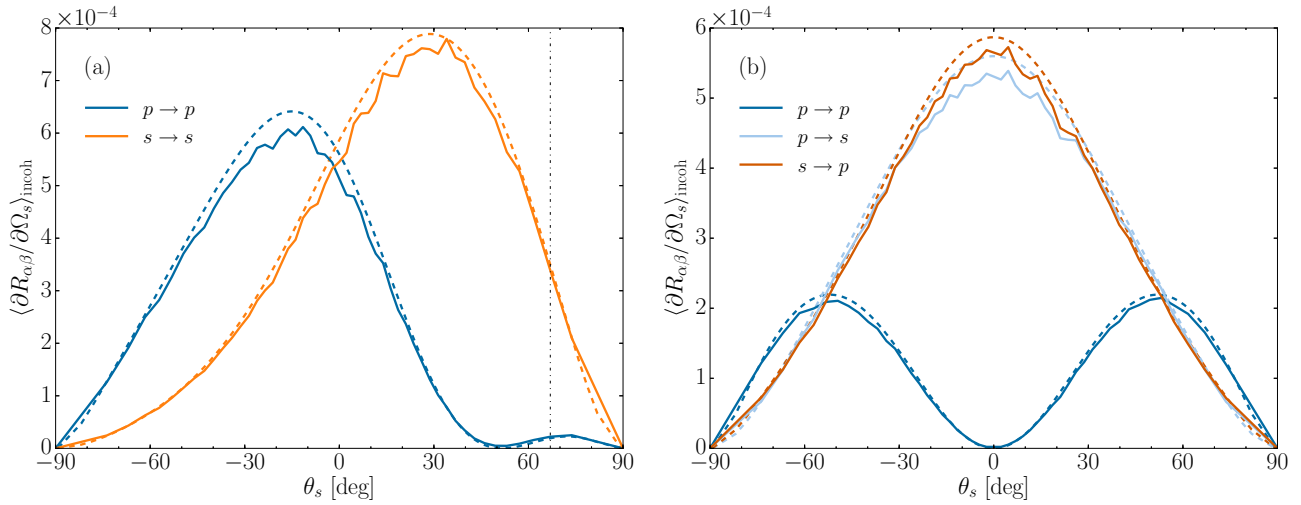 ×10⁻⁴
(a)
p → p
s → s
⟨∂R_αβ/∂Ω_s⟩_incoh
8
7
6
5
4
3
2
1
0
−90 −60 −30 0 30 60 90
θ_s [deg]
×10⁻⁴
(b)
p → p
p → s
s → p
⟨∂R_αβ/∂Ω_s⟩_incoh
6
5
4
3
2
1
0
−90 −60 −30 0 30 60 90
θ_s [deg]